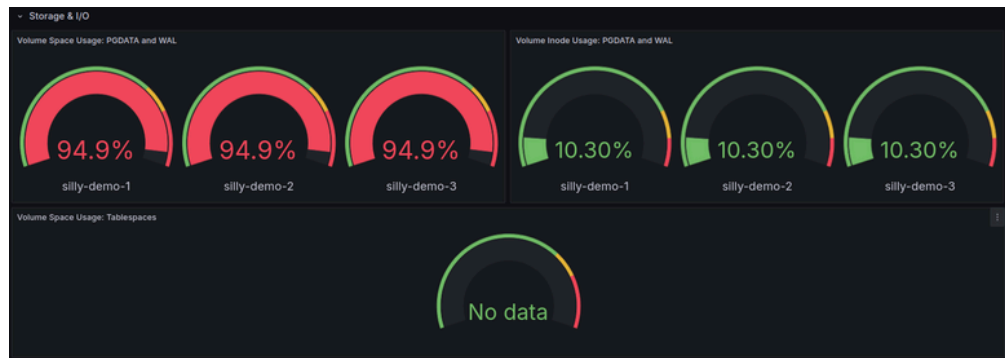 Storage & I/O
Volume Space Usage: PGDATA and WAL
94.9%
silly-demo-1
94.9%
silly-demo-2
94.9%
silly-demo-3
Volume Inode Usage: PGDATA and WAL
10.30%
silly-demo-1
10.30%
silly-demo-2
10.30%
silly-demo-3
Volume Space Usage: Tablespaces
No data